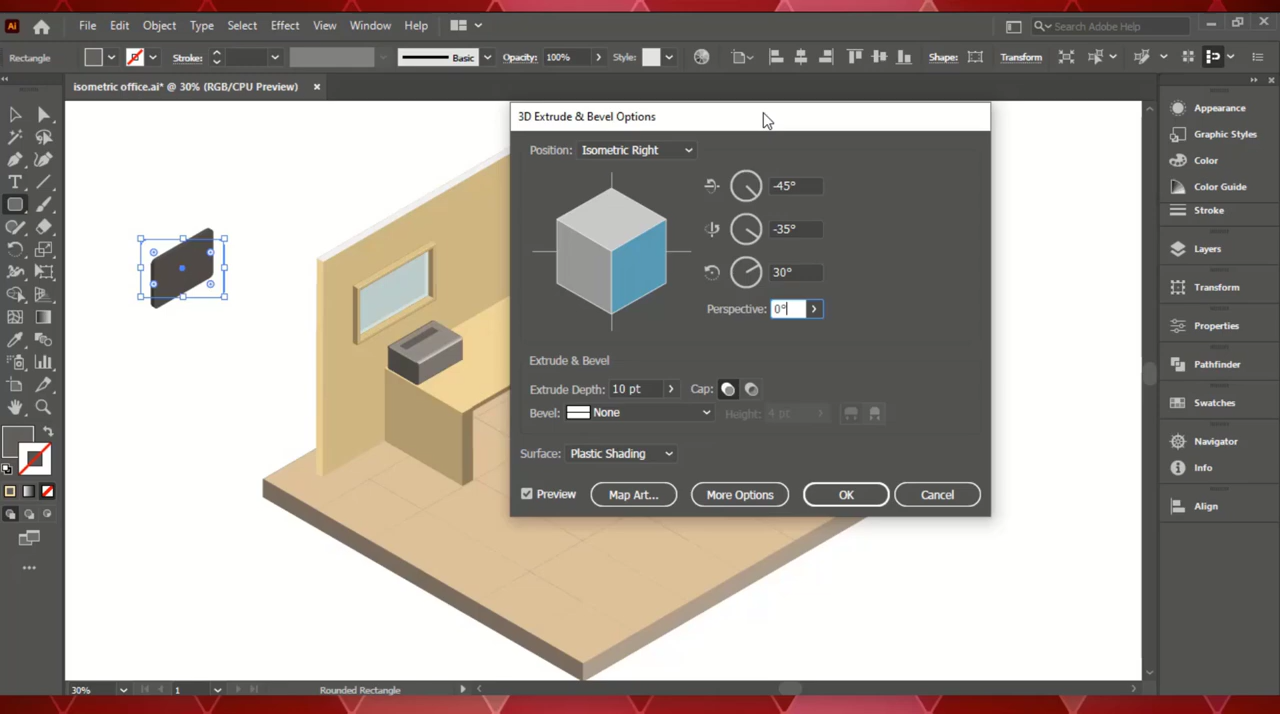 Ai File Edit Object Type Select Effect View Window Help Search Adobe Help
Rectangle Stroke: Basic Opacity: 100% Style: Shape: Transform
isometric office.ai* @ 30% (RGB/CPU Preview)
3D Extrude & Bevel Options
Position: Isometric Right
-45°
-35°
30°
Perspective: 0°
Extrude & Bevel
Extrude Depth: 10 pt Cap:
Bevel: None Height: 4 pt
Surface: Plastic Shading
Preview Map Art... More Options OK Cancel
Appearance
Graphic Styles
Color
Color Guide
Stroke
Layers
Transform
Properties
Pathfinder
Swatches
Navigator
Info
Align
30% 1 Rounded Rectangle